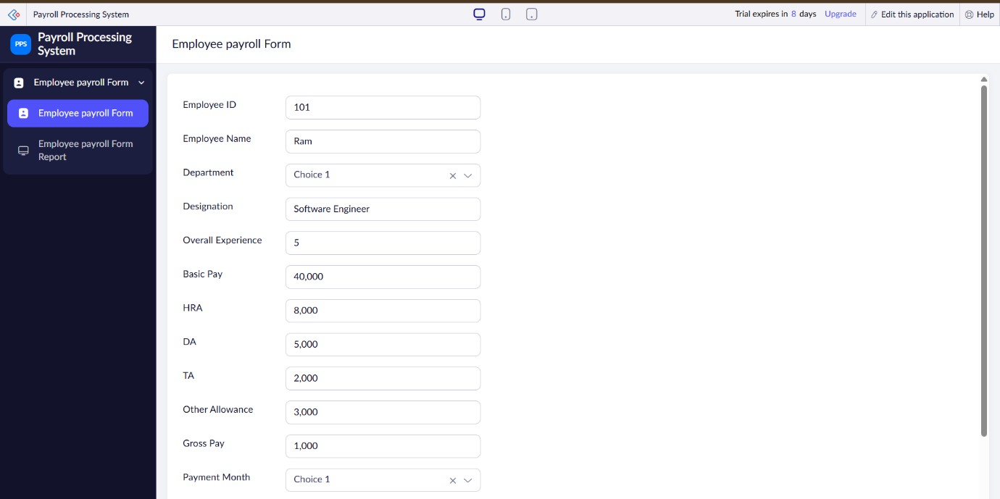 Payroll Processing System
Trial expires in 8 days Upgrade
Edit this application
Help
PPS
Payroll Processing
System
Employee payroll Form
Employee payroll Form
Employee payroll Form
Report
Employee payroll Form
Employee ID 101
Employee Name Ram
Department Choice 1
Designation Software Engineer
Overall Experience 5
Basic Pay 40,000
HRA 8,000
DA 5,000
TA 2,000
Other Allowance 3,000
Gross Pay 1,000
Payment Month Choice 1